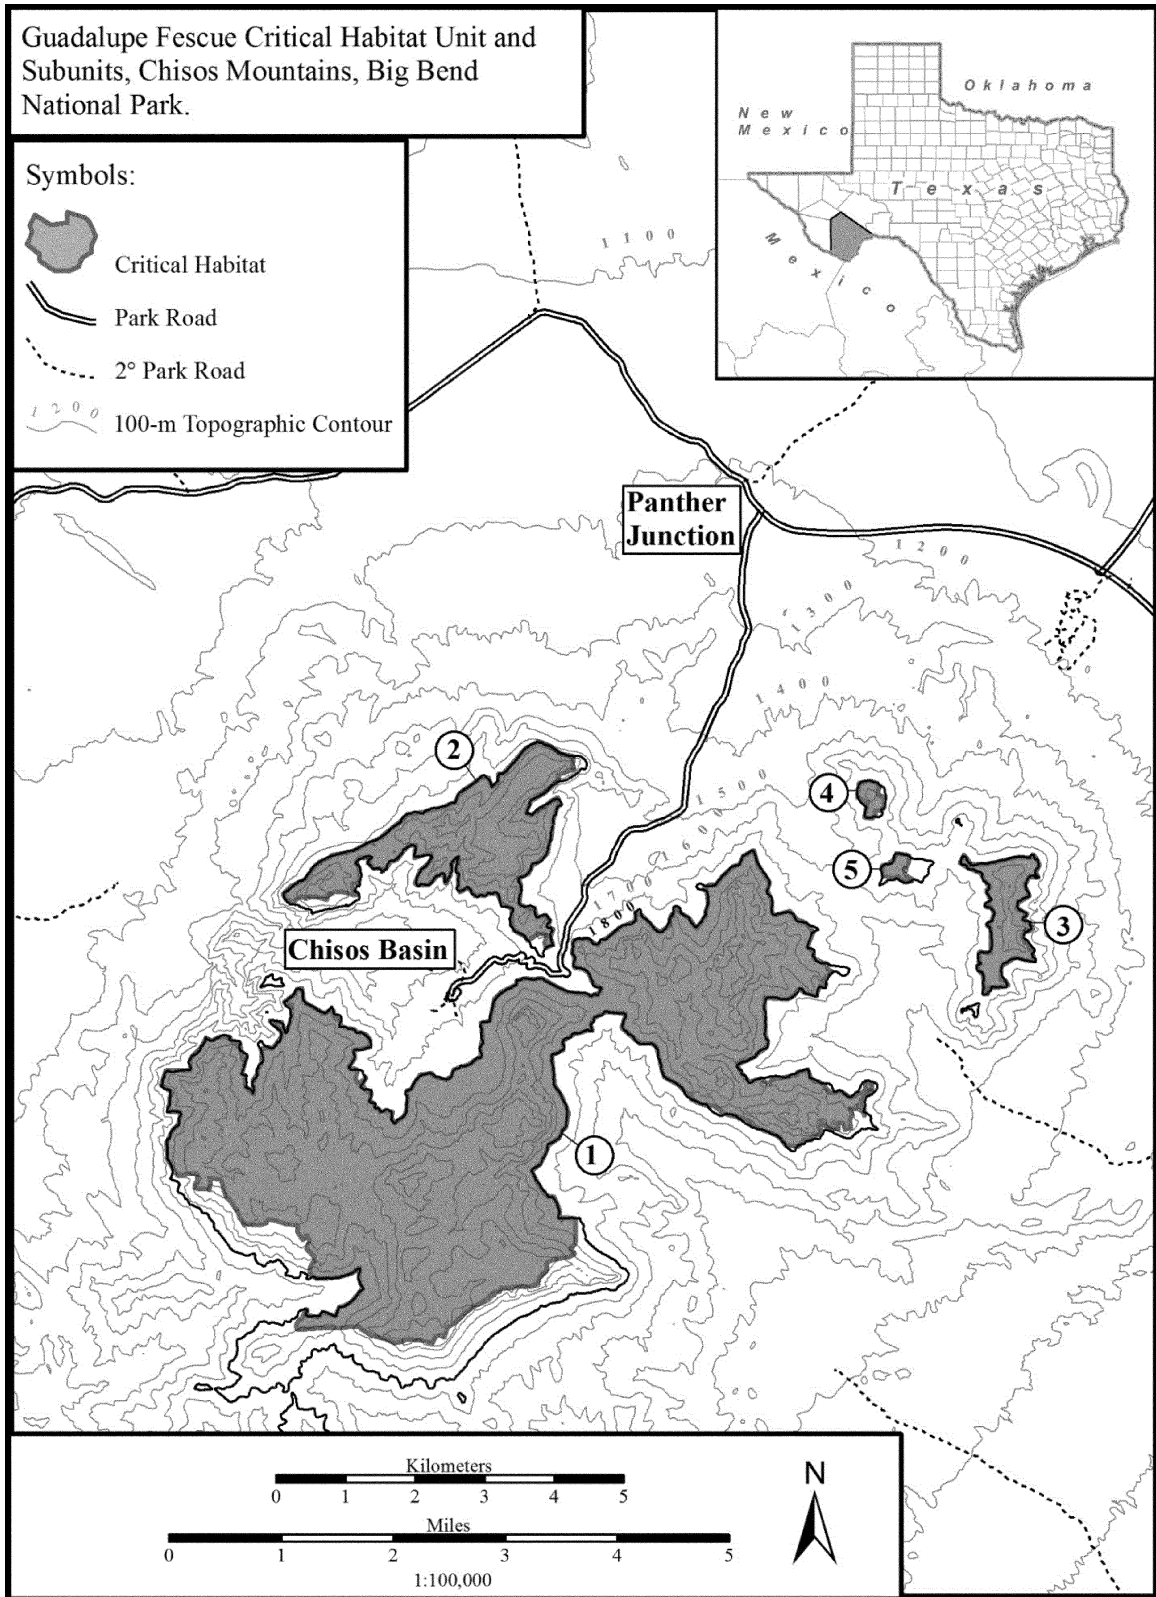 Guadalupe Fescue Critical Habitat Unit and
Subunits, Chisos Mountains, Big Bend
National Park.
Symbols:
Critical Habitat
Park Road
2° Park Road
1200
100-m Topographic Contour
Oklahoma
New
Mexico
Texas
Mexico
1100
Panther
Junction
1200
1300
1400
1500
1600
1700
1800
2
4
5
3
Chisos Basin
1
Kilometers
0 1 2 3 4 5
Miles
0 1 2 3 4 5
1:100,000
N